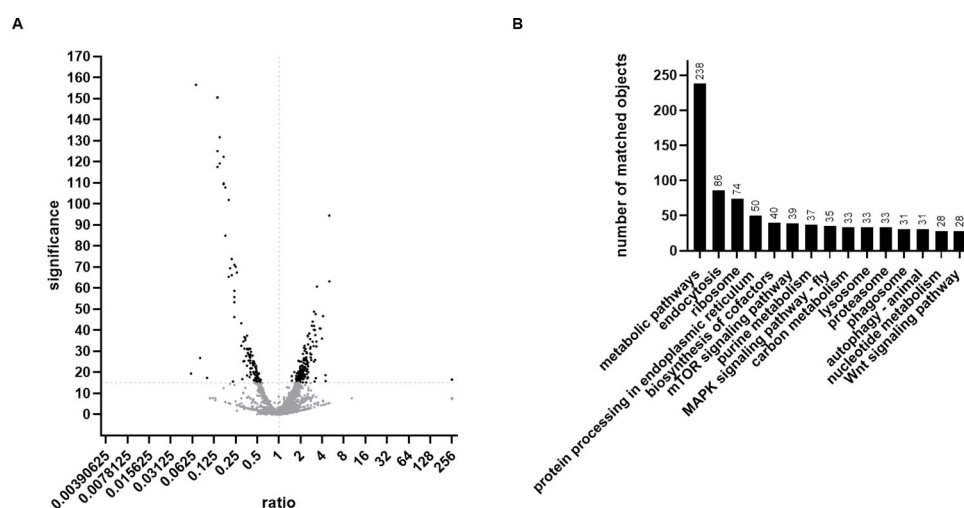 A
significance
170
160
150
140
130
120
110
100
90
80
70
60
50
40
30
20
10
0
0.00390625
0.0078125
0.015625
0.03125
0.0625
0.125
0.25
0.5
1
2
4
8
16
32
64
128
256
ratio
B
number of matched objects
250
200
150
100
50
0
238
86
74
50
40
39
37
35
33
33
33
31
31
28
28
metabolic pathways
endocytosis
ribosome
protein processing in endoplasmic reticulum
biosynthesis of cofactors
mTOR signaling pathway
purine metabolism
MAPK signaling pathway - fly
carbon metabolism
lysosome
proteasome
phagosome
autophagy - animal
nucleotide metabolism
Wnt signaling pathway